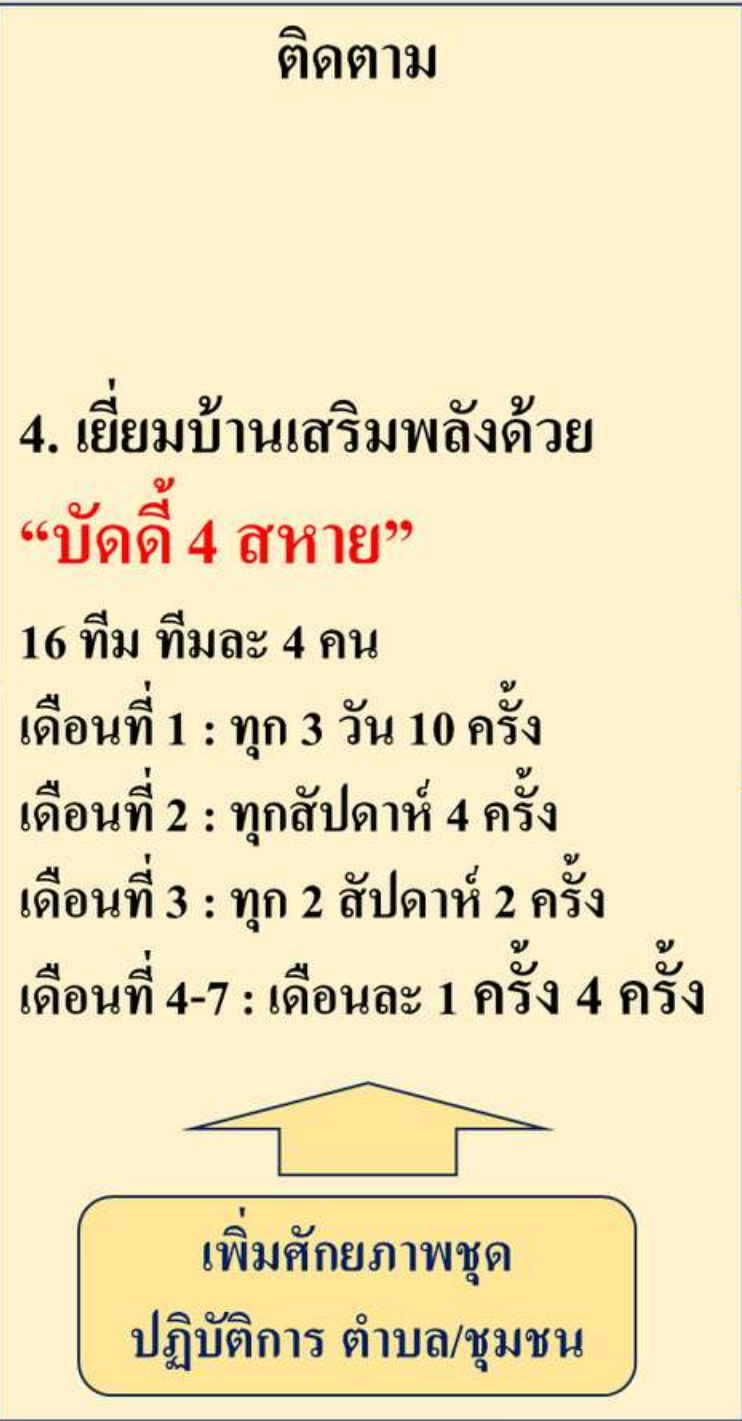 ติดตาม
4. เยี่ยมบ้านเสริมพลังด้วย
“บัดดี้ 4 สหาย”
16 ทีม ทีมละ 4 คน
เดือนที่ 1 : ทุก 3 วัน 10 ครั้ง
เดือนที่ 2 : ทุกสัปดาห์ 4 ครั้ง
เดือนที่ 3 : ทุก 2 สัปดาห์ 2 ครั้ง
เดือนที่ 4-7 : เดือนละ 1 ครั้ง 4 ครั้ง
เพิ่มศักยภาพชุด
ปฏิบัติการ ตำบล/ชุมชน